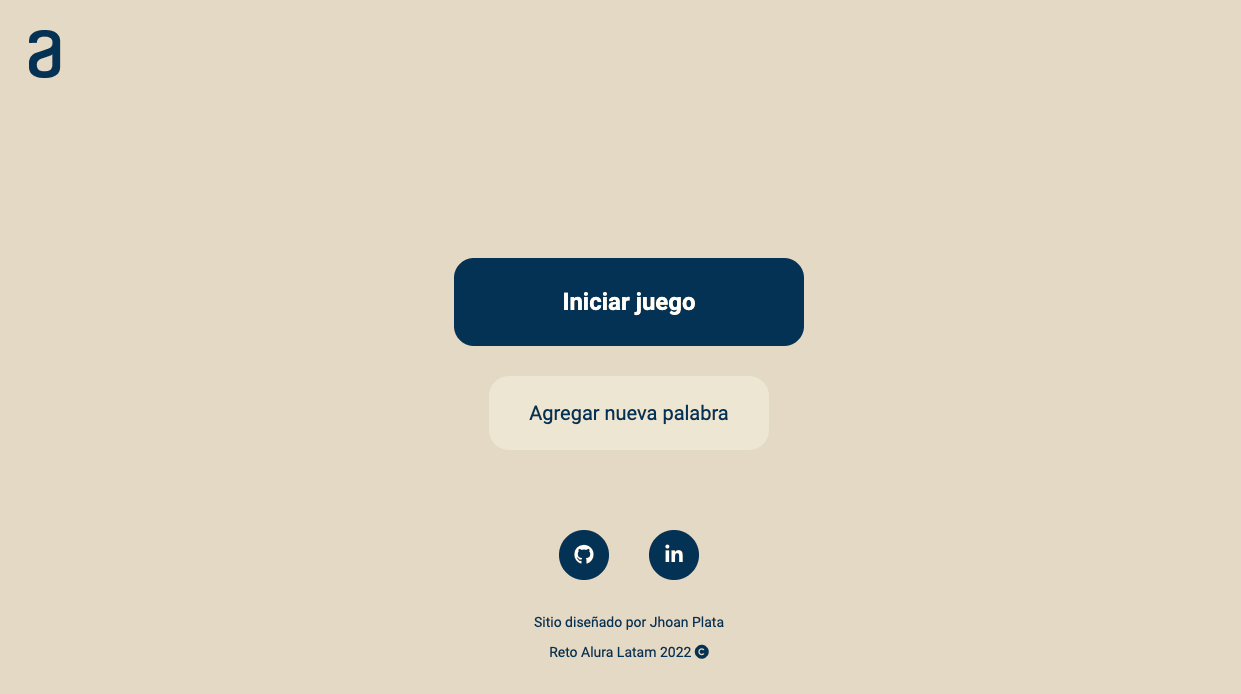 a
Iniciar juego
Agregar nueva palabra
in
Sitio diseñado por Jhoan Plata
Reto Alura Latam 2022 ©